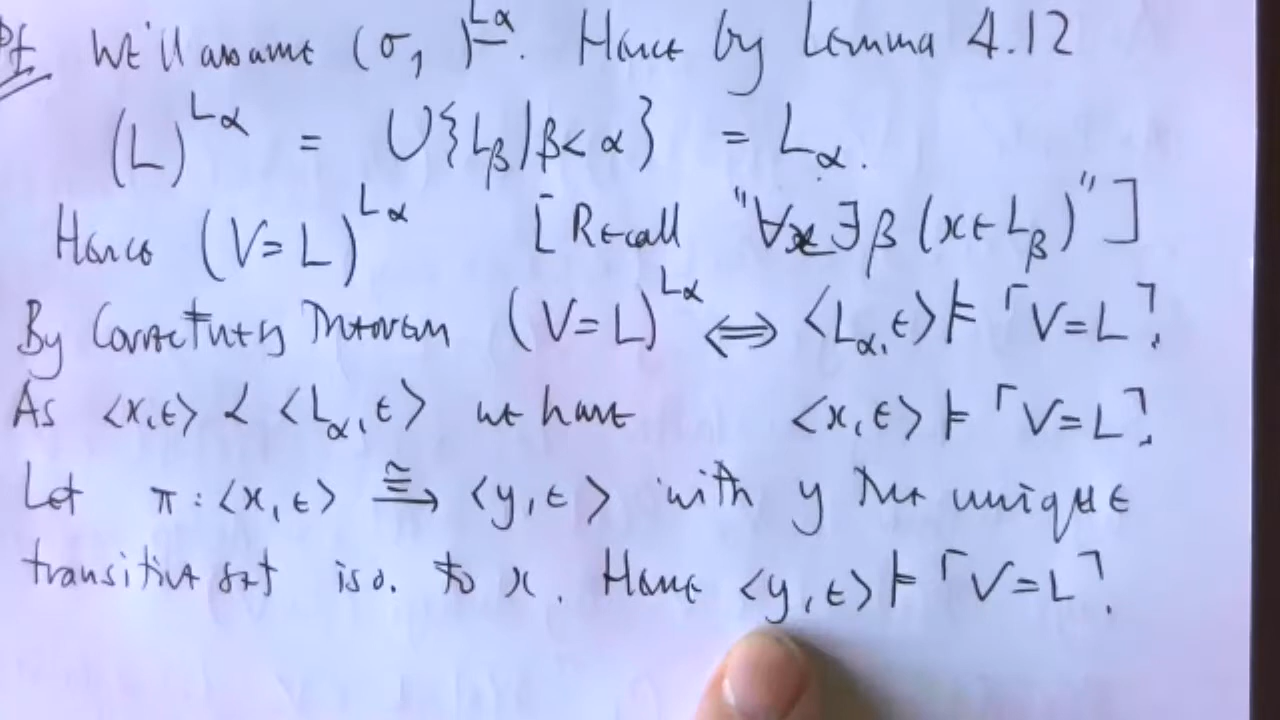 Pf We'll assume (σ₁)^{Lα}. Hence by Lemma 4.12
(L)^{Lα} = ∪{L_β | β < α} = L_α.
Hence (V=L)^{Lα} [Recall "∀x∃β(x∈L_β)"]
By Correctness Theorem (V=L)^{Lα} ⇔ ⟨L_α,∈⟩ ⊨ ⌜V=L⌝.
As ⟨x,∈⟩ ≺ ⟨L_α,∈⟩ we have ⟨x,∈⟩ ⊨ ⌜V=L⌝.
Let π : ⟨x,∈⟩ ≅→ ⟨y,∈⟩ with y the unique
transitive set iso. to x. Hence ⟨y,∈⟩ ⊨ ⌜V=L⌝.